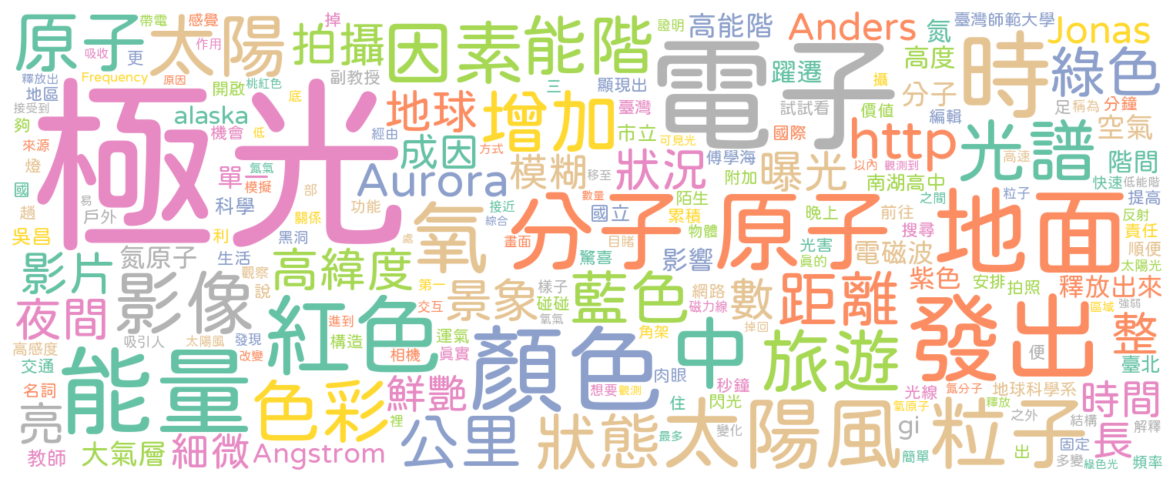 極光
電子
地面
發出
分子
原子
能量
太陽風
粒子
顏色
紅色
時
中
太陽
原子
因素
能階
拍攝
增加
地球
成因
http
光譜
綠色
Anders
Jonas
Aurora
模糊
狀況
曝光
氧
高緯度
影片
影像
夜間
景象
藍色
數
距離
旅遊
整
長
時間
色彩
鮮艷
公里
狀態
亮
大氣層
細微
Angstrom
gi
alaska
高能階
躍遷
高度
氮
分子
空氣
階間
臺灣師範大學
電磁波
紫色
釋放出來
氮原子
單一
科學
機會
開啟
副教授
顯現出
臺灣
市立
國際
試試看
價值
編輯
足
稱為
分鐘
傅學海
附加
南湖高中
以內
觀測到
高速
快速
低能階
提高
反射
責任
順便
太陽光
之間
粒子
移至
陌生
累積
物體
晚上
前往
搜尋
國立
影響
接近
綜合
數量
畫面
目睹
驚喜
光害
真的
安排
拍照
區域
強弱
網路
磁力線
掉回
樣子
碰碰
角架
第一
交互
氧氣
處
關係
黑洞
功能
模擬
經由
方式
可見光
證明
三
攝
帶電
感覺
掉
更
吸收
作用
釋放出
地區
接受到
Frequency
原因
桃紅色
底
低
夠
來源
燈
氮氣
國
趙
易
戶外
部
吳昌
利
生活
說
觀察
吸引人
太陽風
發現
改變
進到
構造
相機
運氣
真實
高感度
交通
名詞
教師
裡
想要
觀測
肉眼
住
最多
秒鐘
閃光
變化
光線
氫原子
氮分子
釋放
簡單
地球科學系
之外
結構
解釋
出
固定
多變
綠色光
頻率
臺北
便